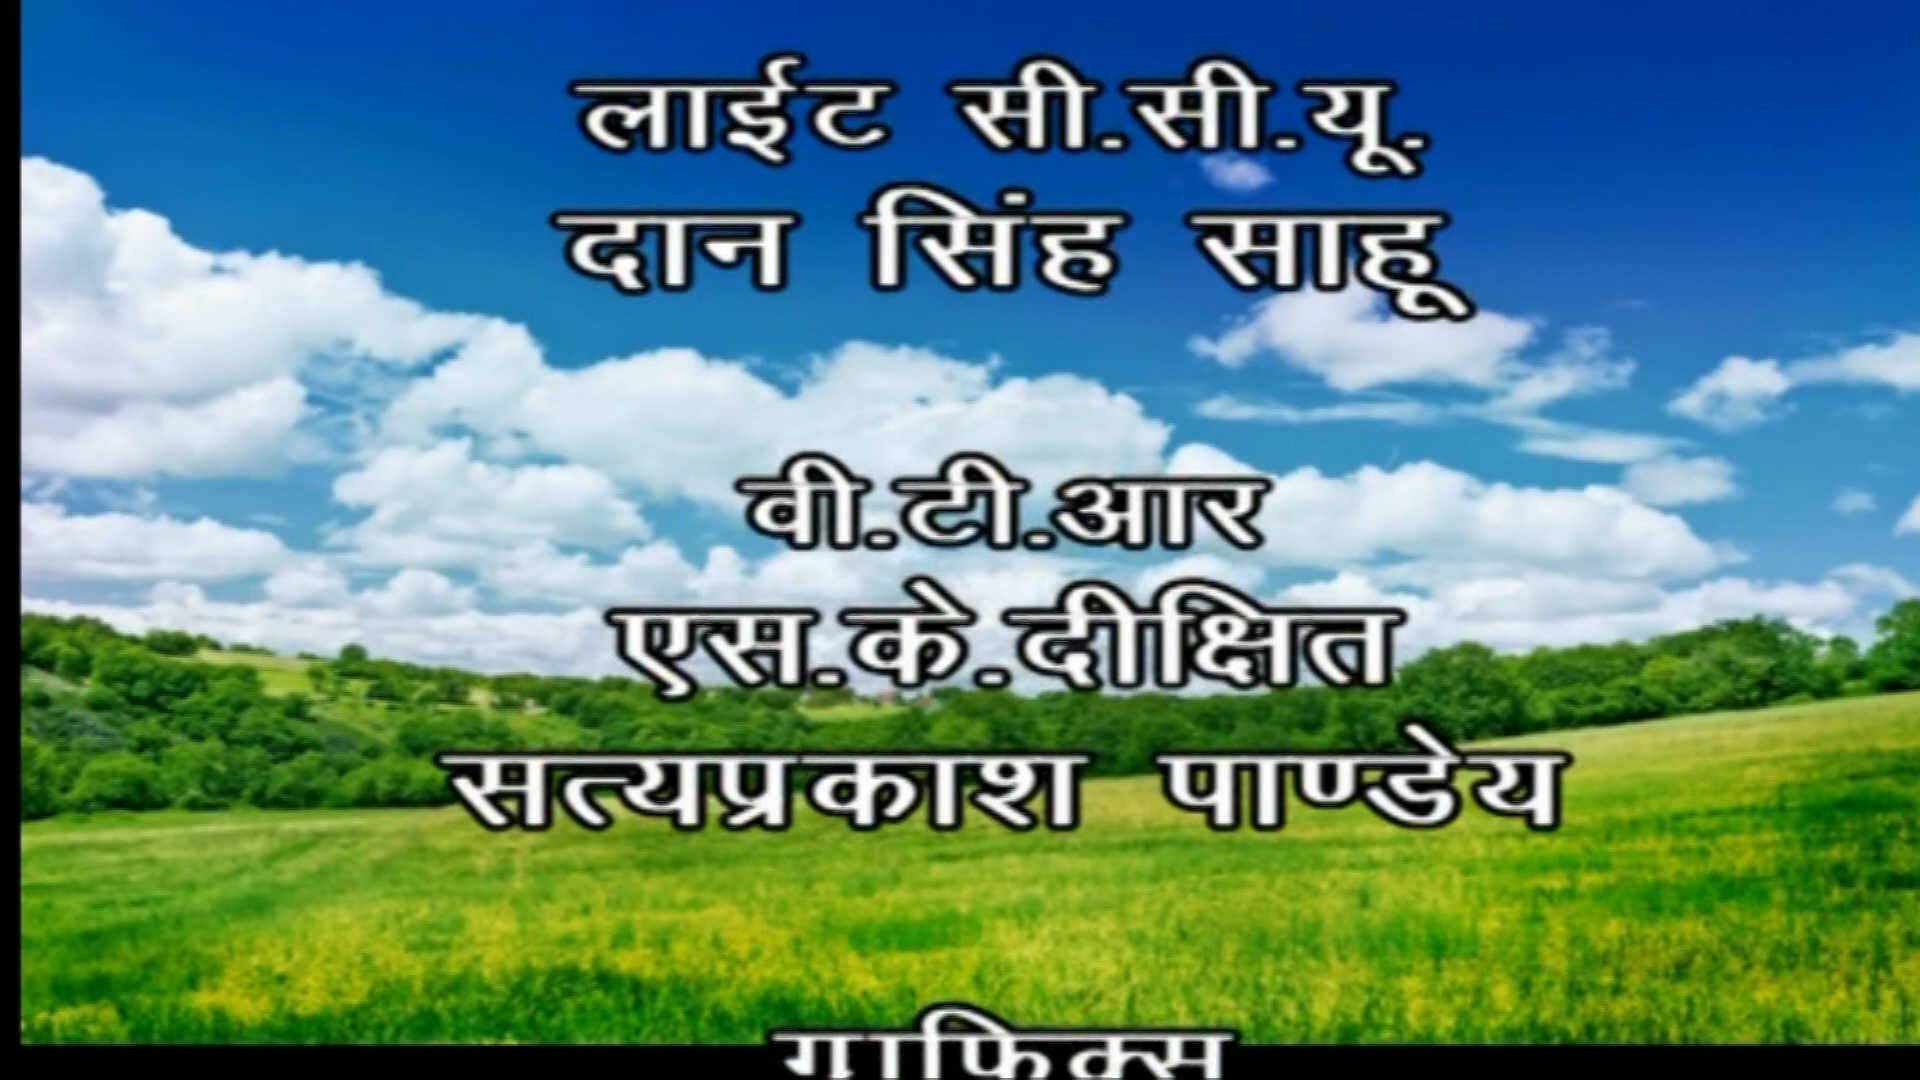 लाईट सी.सी.यू.
दान सिंह साहू
वी.टी.आर
एस.के.दीक्षित
सत्यप्रकाश पाण्डेय
ग्राफिक्स